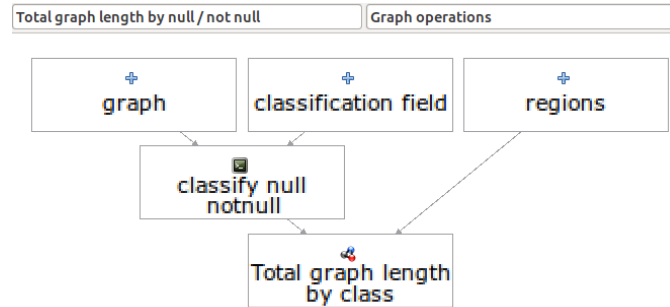 Total graph length by null / not null
Graph operations
graph
classification field
regions
classify null
notnull
Total graph length
by class